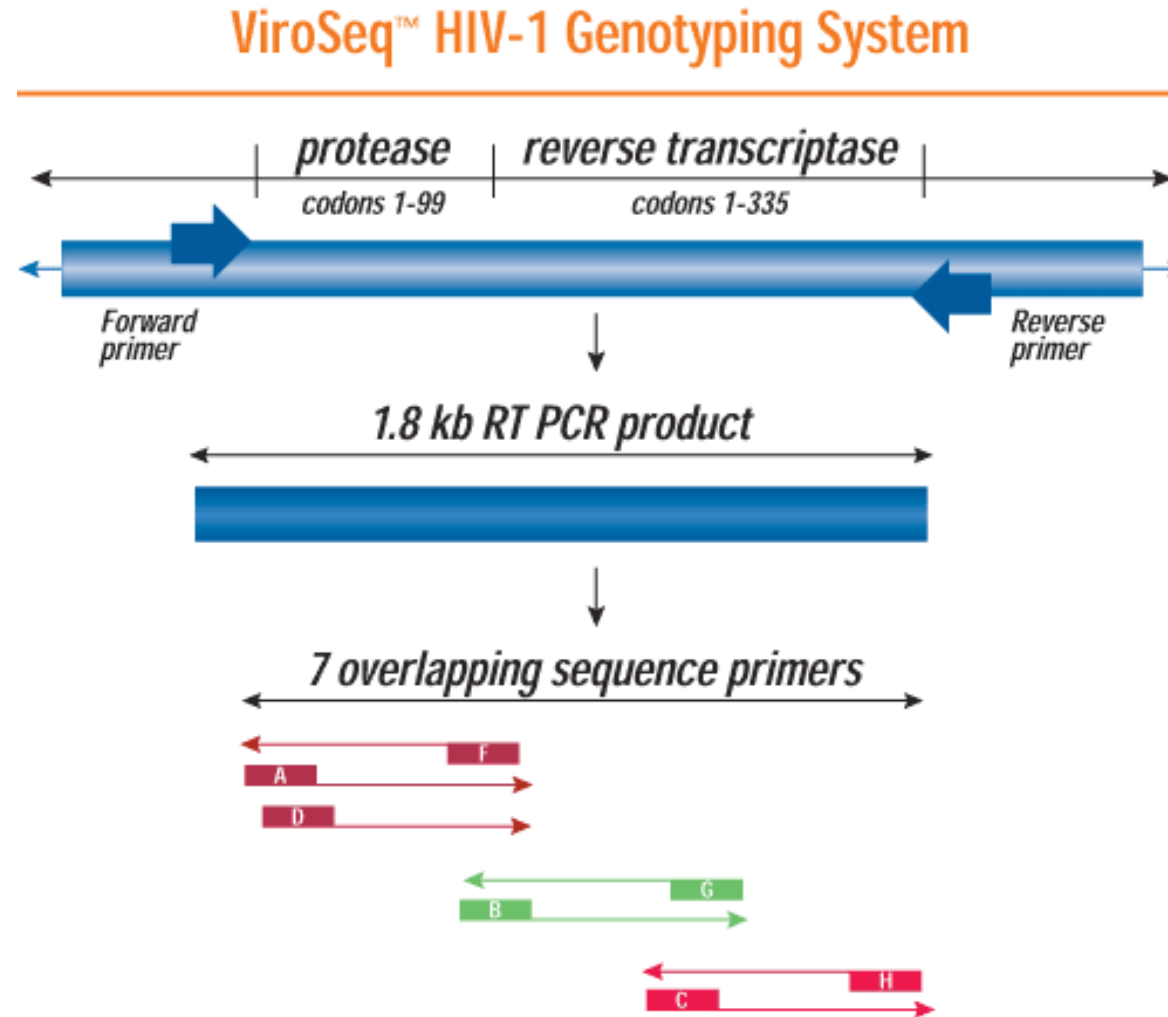 ViroSeq™ HIV-1 Genotyping System
protease reverse transcriptase
codons 1-99 codons 1-335
Forward
primer
Reverse
primer
1.8 kb RT PCR product
7 overlapping sequence primers
F
A
D
G
B
H
C